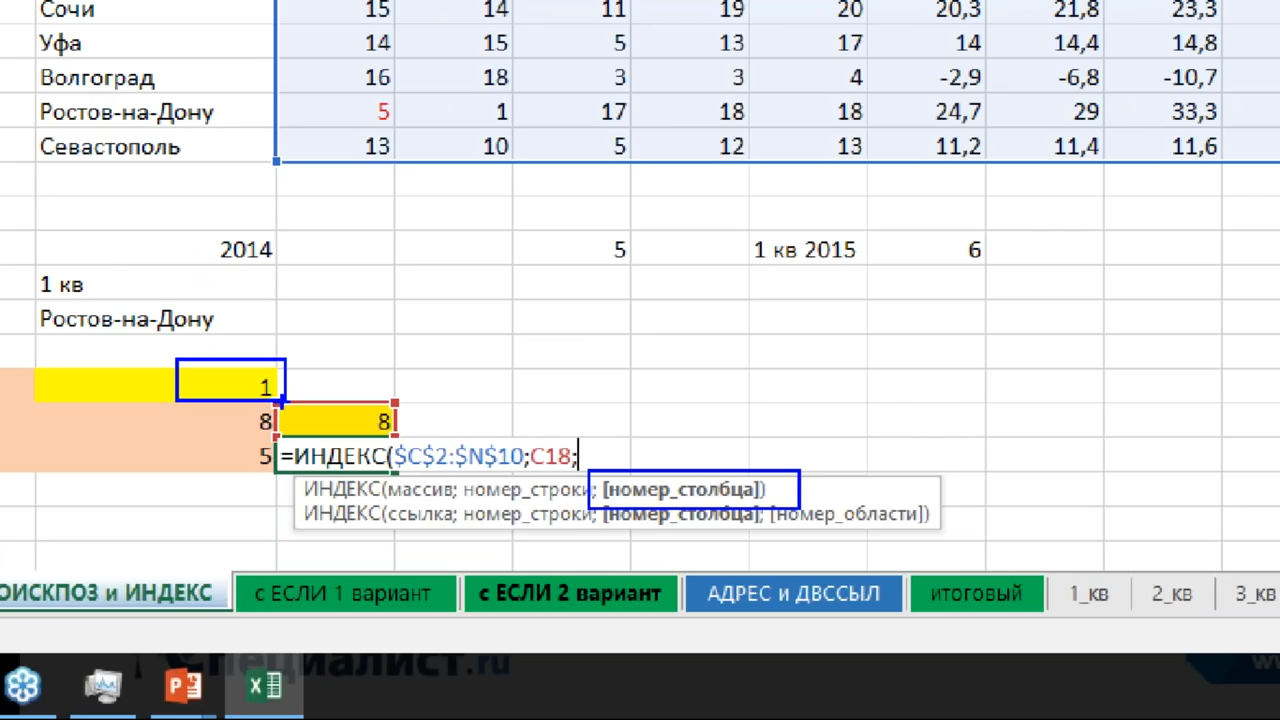 Сочи 15 14 11 19 20 20,3 21,8 23,3
Уфа 14 15 5 13 17 14 14,4 14,8
Волгоград 16 18 3 3 4 -2,9 -6,8 -10,7
Ростов-на-Дону 5 1 17 18 18 24,7 29 33,3
Севастополь 13 10 5 12 13 11,2 11,4 11,6
2014 5 1 кв 2015 6
1 кв
Ростов-на-Дону
1
8 8
5 =ИНДЕКС($C$2:$N$10;C18;
ИНДЕКС(массив; номер_строки; [номер_столбца])
ИНДЕКС(ссылка; номер_строки; [номер_столбца]; [номер_области])
ОИСКПОЗ и ИНДЕКС с ЕСЛИ 1 вариант с ЕСЛИ 2 вариант АДРЕС и ДВССЫЛ итоговый 1_кв 2_кв 3_кв
Специалист.ru